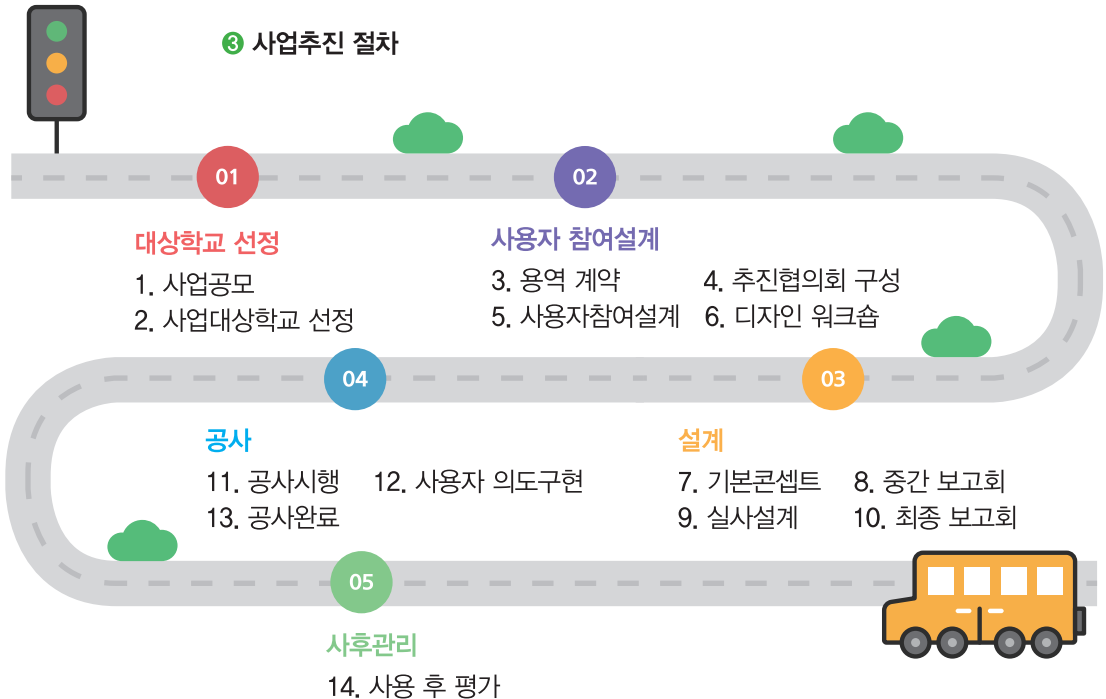 ❸ 사업추진 절차
01
02
대상학교 선정
1. 사업공모
2. 사업대상학교 선정
사용자 참여설계
3. 용역 계약 4. 추진협의회 구성
5. 사용자참여설계 6. 디자인 워크숍
03
설계
7. 기본콘셉트 8. 중간 보고회
9. 실사설계 10. 최종 보고회
04
공사
11. 공사시행 12. 사용자 의도구현
13. 공사완료
05
사후관리
14. 사용 후 평가